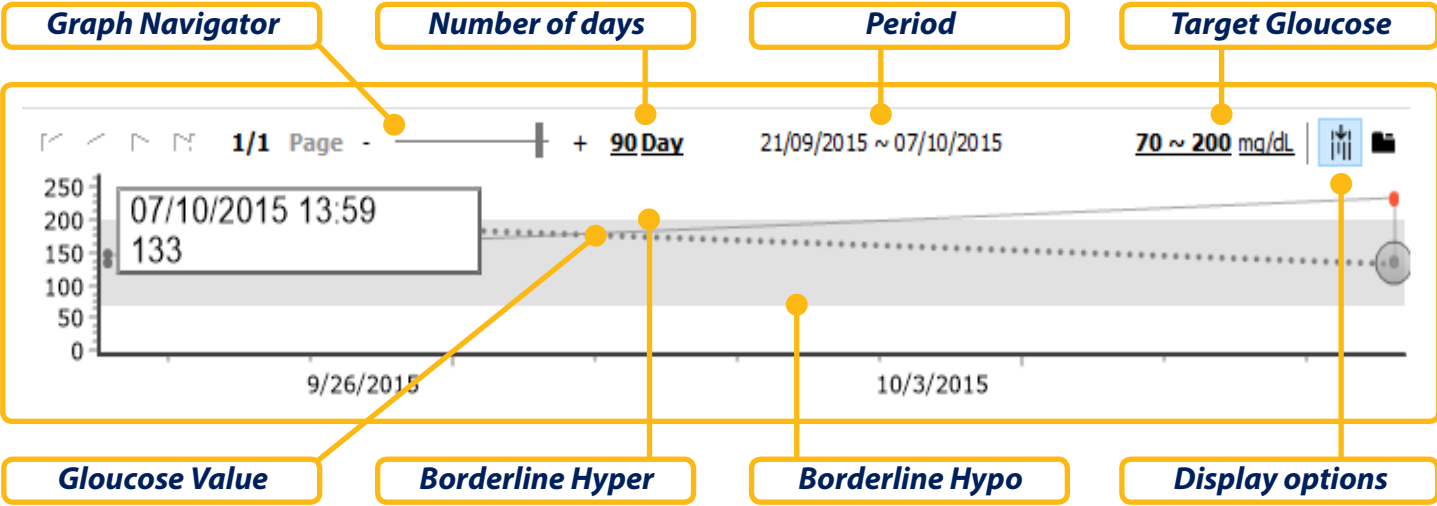 Graph Navigator
Number of days
Period
Target Gloucose
1/1 Page - + 90 Day 21/09/2015 ~ 07/10/2015 70 ~ 200 mg/dL
250
200
150
100
50
0
07/10/2015 13:59
133
9/26/2015
10/3/2015
Gloucose Value
Borderline Hyper
Borderline Hypo
Display options